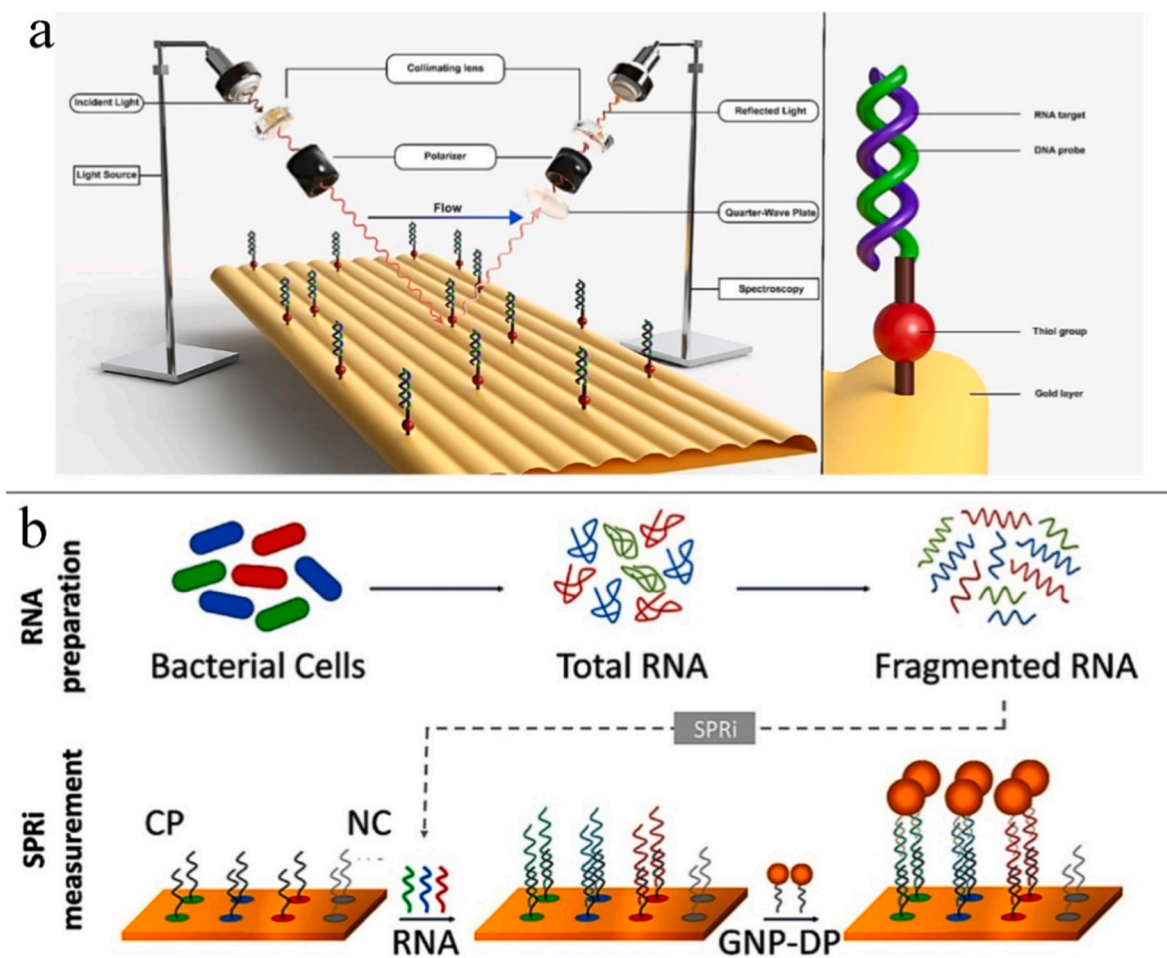 a
Collimating lens
Incident Light
Reflected Light
RNA target
DNA probe
Polarizer
Light Source
Flow
Quarter-Wave Plate
Spectroscopy
Thiol group
Gold layer
b
RNA
preparation
Bacterial Cells
Total RNA
Fragmented RNA
SPRi
SPRi
measurement
CP
NC
RNA
GNP-DP